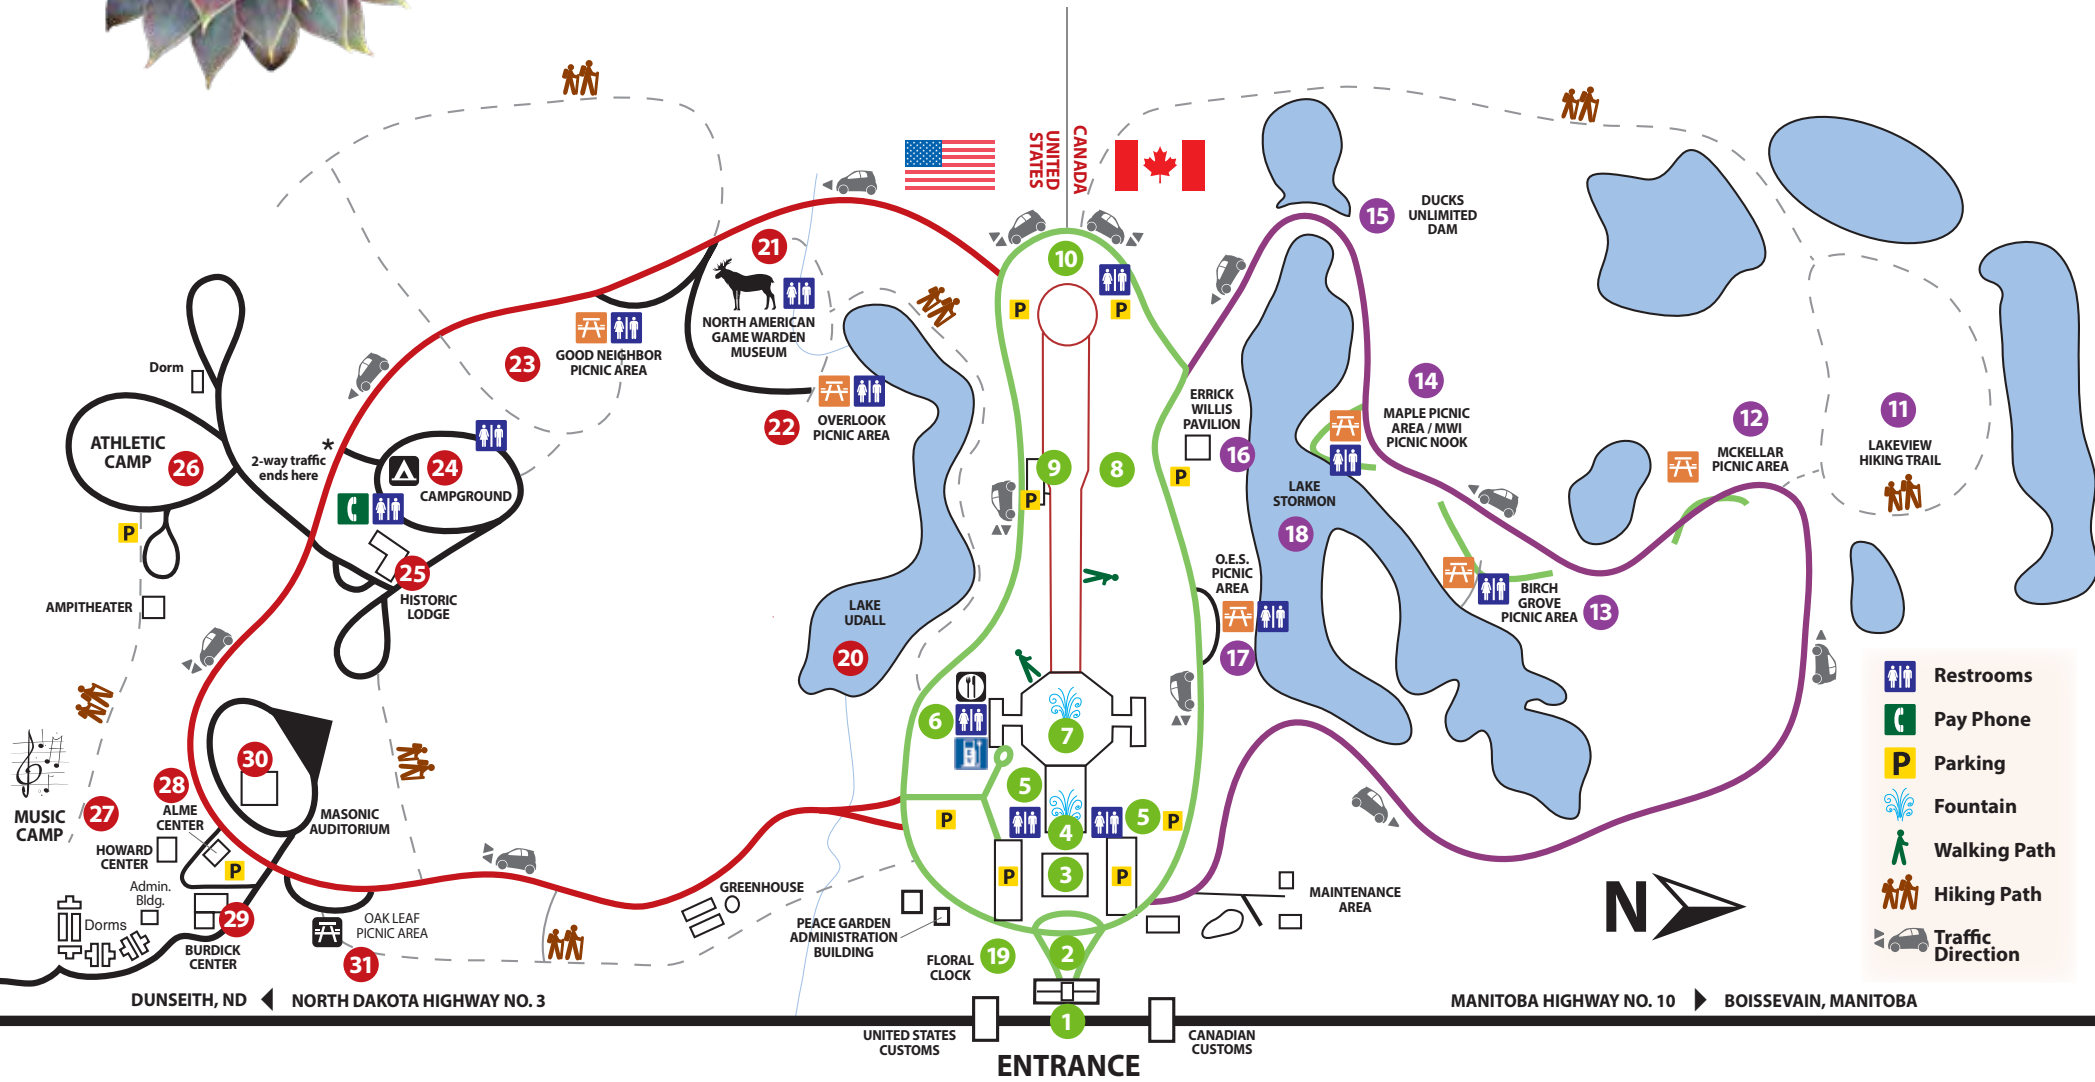 CANADA
UNITED
STATES
15
DUCKS
UNLIMITED
DAM
21
10
P
P
NORTH AMERICAN
GAME WARDEN
MUSEUM
GOOD NEIGHBOR
PICNIC AREA
23
Dorm
22
OVERLOOK
PICNIC AREA
ERRICK
WILLIS
PAVILION
16
14
MAPLE PICNIC
AREA / MWI
PICNIC NOOK
12
MCKELLAR
PICNIC AREA
11
LAKEVIEW
HIKING TRAIL
ATHLETIC
CAMP
26
*
2-way traffic
ends here
24
CAMPGROUND
9
8
P
P
LAKE
STORMON
18
P
25
HISTORIC
LODGE
AMPITHEATER
O.E.S.
PICNIC
AREA
17
BIRCH
GROVE
PICNIC AREA
13
LAKE
UDALL
20
6
7
5
5
4
P
P
3
P
P
MUSIC
CAMP
27
28
ALME
CENTER
30
MASONIC
AUDITORIUM
HOWARD
CENTER
P
Admin.
Bldg.
Dorms
29
BURDICK
CENTER
OAK LEAF
PICNIC AREA
31
GREENHOUSE
PEACE GARDEN
ADMINISTRATION
BUILDING
FLORAL
CLOCK
19
2
MAINTENANCE
AREA
N
Restrooms
Pay Phone
P Parking
Fountain
Walking Path
Hiking Path
Traffic
Direction
DUNSEITH, ND
NORTH DAKOTA HIGHWAY NO. 3
MANITOBA HIGHWAY NO. 10
BOISSEVAIN, MANITOBA
1
UNITED STATES
CUSTOMS
CANADIAN
CUSTOMS
ENTRANCE